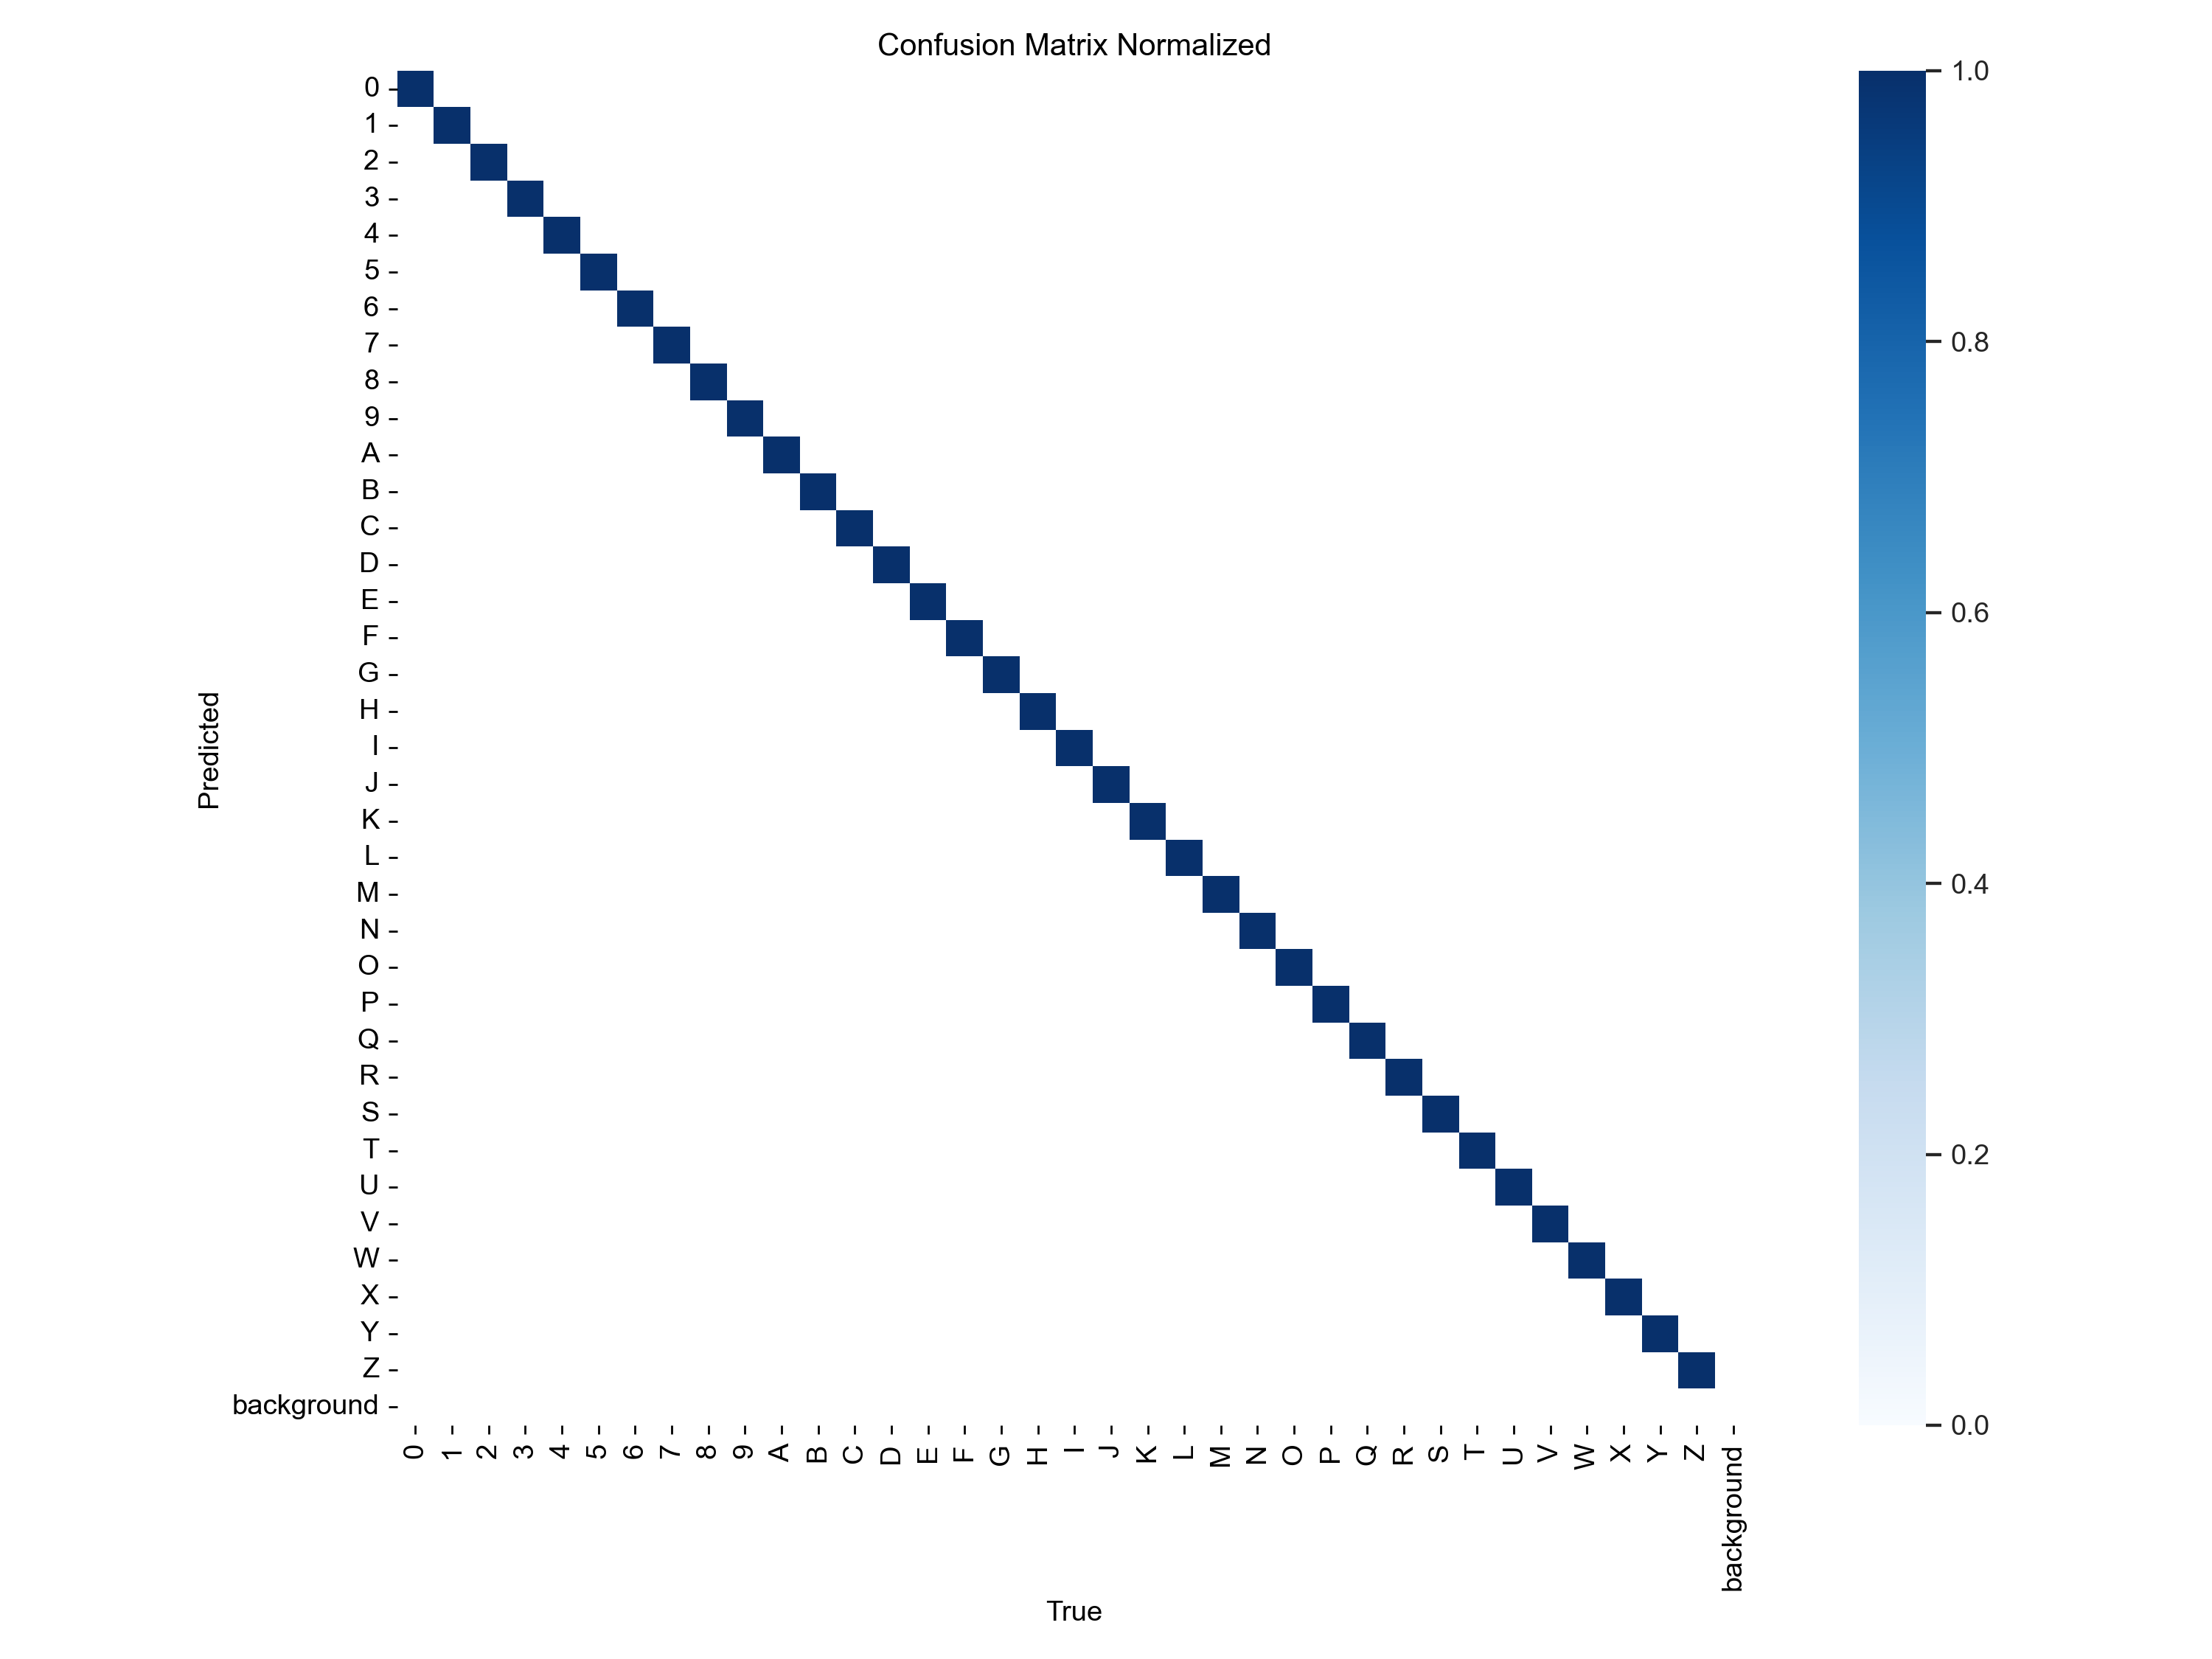 Confusion Matrix Normalized
0
1
2
3
4
5
6
7
8
9
A
B
C
D
E
F
G
H
I
J
K
L
M
N
O
P
Q
R
S
T
U
V
W
X
Y
Z
background
Predicted
0 1 2 3 4 5 6 7 8 9 A B C D E F G H I J K L M N O P Q R S T U V W X Y Z background
True
1.0
0.8
0.6
0.4
0.2
0.0